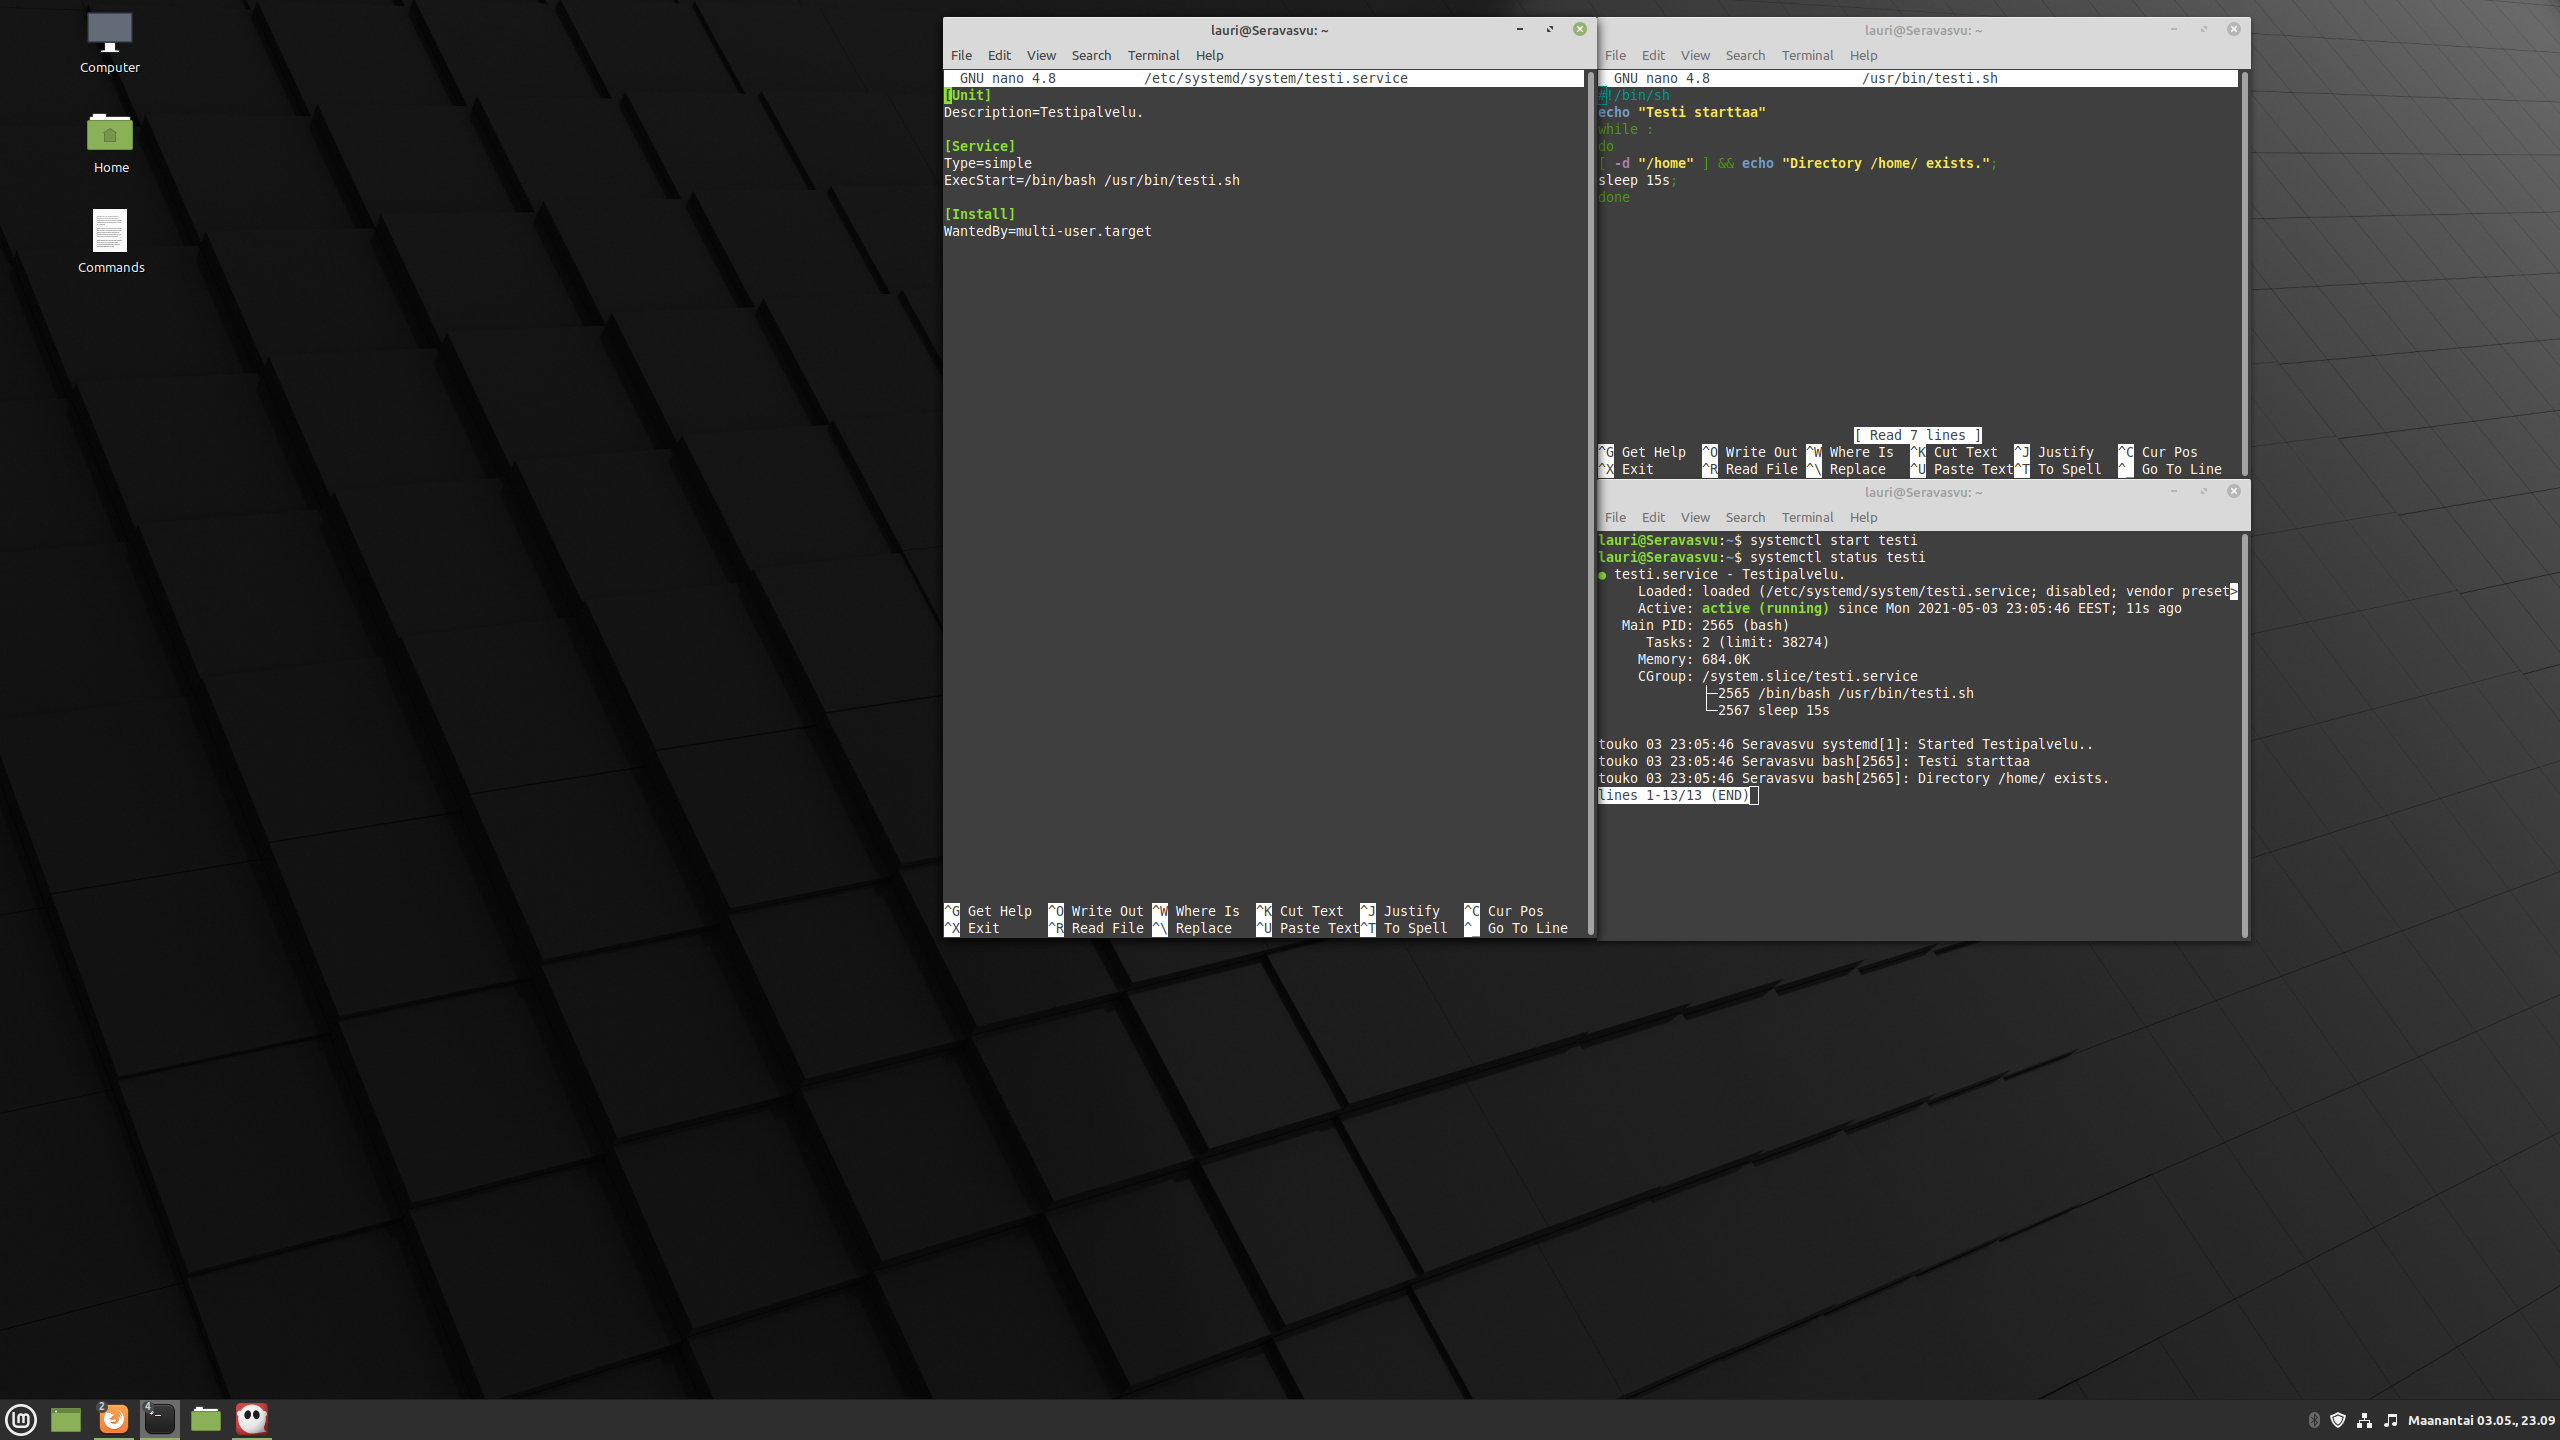 Computer
Home
Commands
lauri@Seravasvu: ~
File Edit View Search Terminal Help
GNU nano 4.8 /etc/systemd/system/testi.service
[Unit]
Description=Testipalvelu.
[Service]
Type=simple
ExecStart=/bin/bash /usr/bin/testi.sh
[Install]
WantedBy=multi-user.target
^G Get Help ^O Write Out ^W Where Is ^K Cut Text ^J Justify ^C Cur Pos
^X Exit ^R Read File ^\ Replace ^U Paste Text ^T To Spell ^_ Go To Line
lauri@Seravasvu: ~
File Edit View Search Terminal Help
GNU nano 4.8 /usr/bin/testi.sh
#!/bin/sh
echo "Testi starttaa"
while :
do
[ -d "/home" ] && echo "Directory /home/ exists.";
sleep 15s;
done
[ Read 7 lines ]
^G Get Help ^O Write Out ^W Where Is ^K Cut Text ^J Justify ^C Cur Pos
^X Exit ^R Read File ^\ Replace ^U Paste Text ^T To Spell ^_ Go To Line
lauri@Seravasvu: ~
File Edit View Search Terminal Help
lauri@Seravasvu:~$ systemctl start testi
lauri@Seravasvu:~$ systemctl status testi
● testi.service - Testipalvelu.
Loaded: loaded (/etc/systemd/system/testi.service; disabled; vendor preset>
Active: active (running) since Mon 2021-05-03 23:05:46 EEST; 11s ago
Main PID: 2565 (bash)
Tasks: 2 (limit: 38274)
Memory: 684.0K
CGroup: /system.slice/testi.service
├─2565 /bin/bash /usr/bin/testi.sh
└─2567 sleep 15s
touko 03 23:05:46 Seravasvu systemd[1]: Started Testipalvelu..
touko 03 23:05:46 Seravasvu bash[2565]: Testi starttaa
touko 03 23:05:46 Seravasvu bash[2565]: Directory /home/ exists.
lines 1-13/13 (END)
2
4
Maanantai 03.05., 23.09